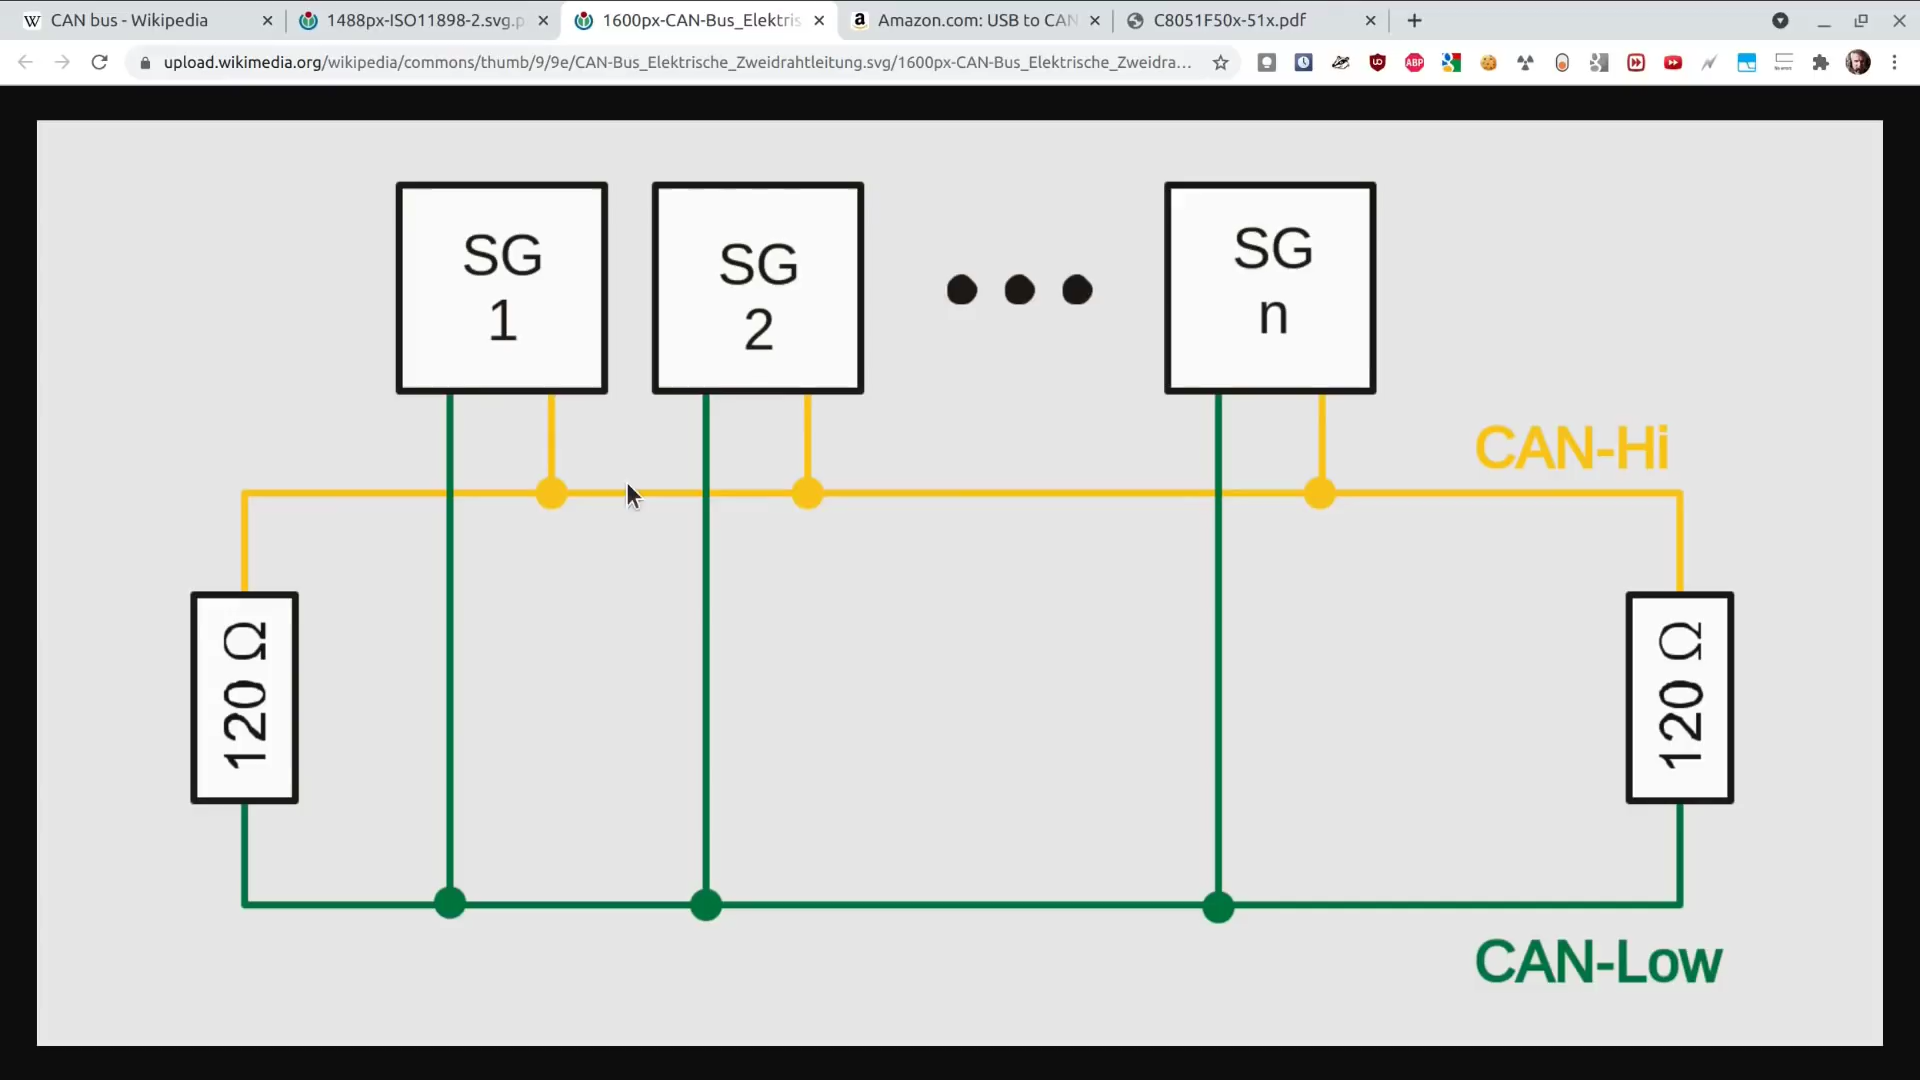 CAN bus - Wikipedia
1488px-ISO11898-2.svg.p
1600px-CAN-Bus_Elektris
Amazon.com: USB to CAN
C8051F50x-51x.pdf
upload.wikimedia.org/wikipedia/commons/thumb/9/9e/CAN-Bus_Elektrische_Zweidrahtleitung.svg/1600px-CAN-Bus_Elektrische_Zweidra...
SG
1
SG
2
SG
n
CAN-Hi
120 Ω
120 Ω
CAN-Low